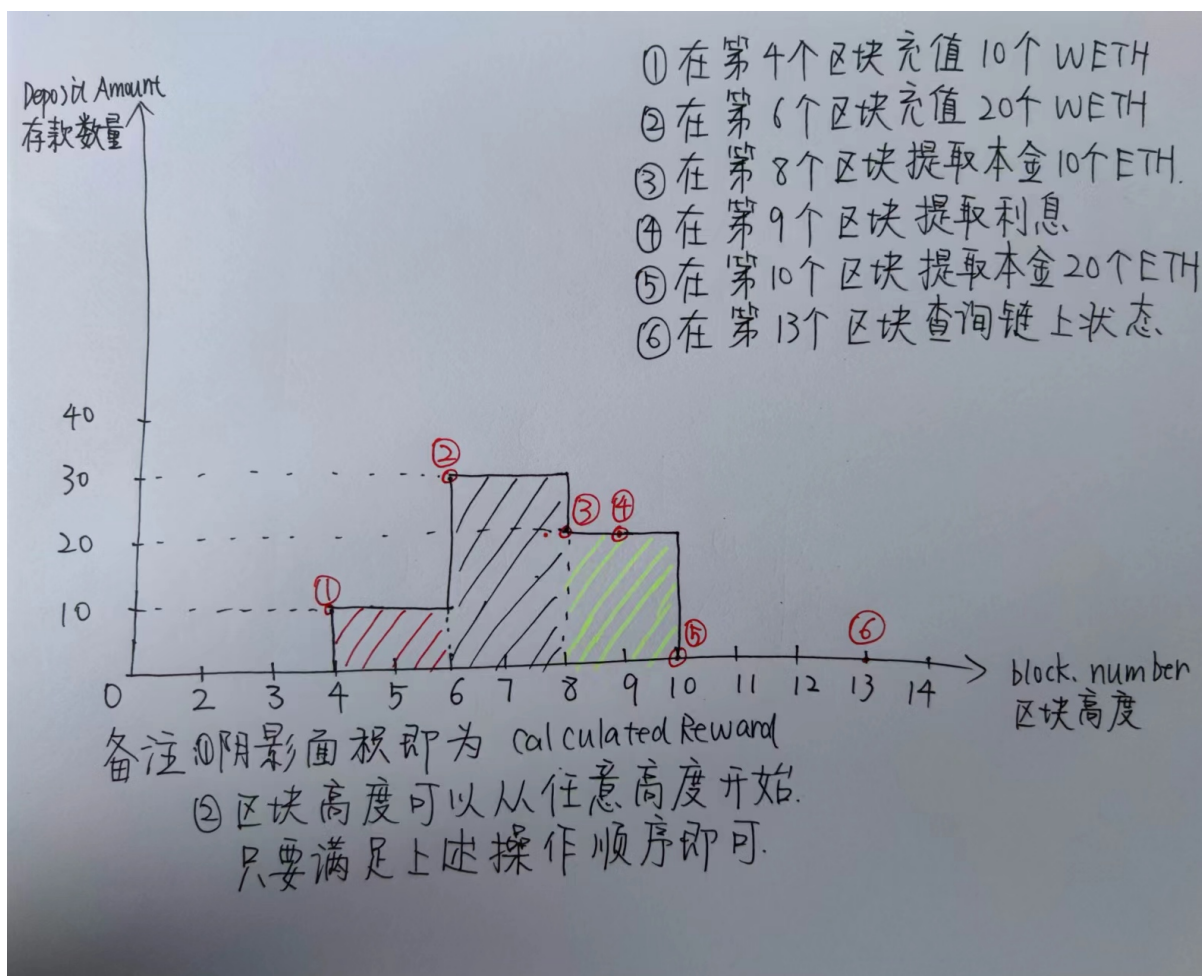 ①在第4个区块充值10个WETH
②在第6个区块充值20个WETH
③在第8个区块提取本金10个ETH.
④在第9个区块提取利息
⑤在第10个区块提取本金20个ETH
⑥在第13个区块查询链上状态
Deposit Amount
存款数量
40
30
20
10
② 
③ ④
①
⑤ ⑥
0 2 3 4 5 6 7 8 9 10 11 12 13 14
block.number
区块高度
备注:①阴影面积即为 calculatedReward
②区块高度可以从任意高度开始.
只要满足上述操作顺序即可.